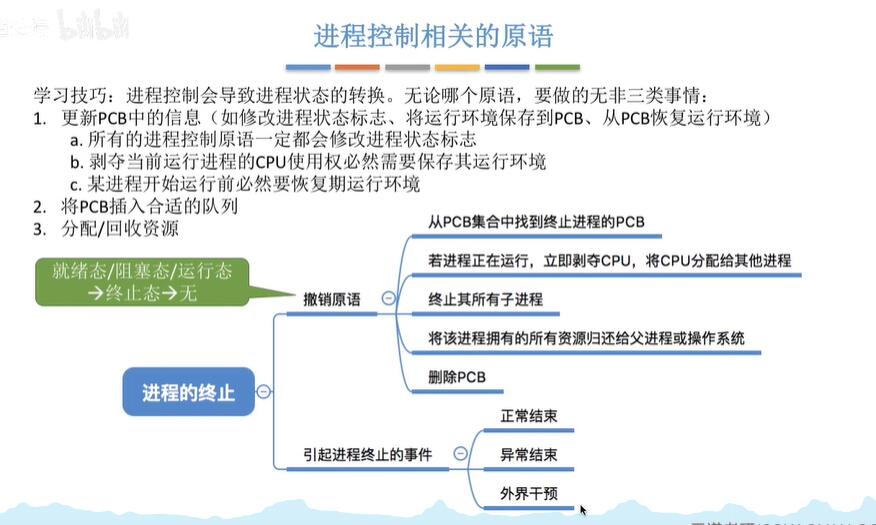 进程控制相关的原语
学习技巧：进程控制会导致进程状态的转换。无论哪个原语，要做的无非三类事情：
1. 更新PCB中的信息（如修改进程状态标志、将运行环境保存到PCB、从PCB恢复运行环境）
a. 所有的进程控制原语一定都会修改进程状态标志
b. 剥夺当前运行进程的CPU使用权必然需要保存其运行环境
c. 某进程开始运行前必然要恢复期运行环境
2. 将PCB插入合适的队列
3. 分配/回收资源
就绪态/阻塞态/运行态
→终止态→无
撤销原语
从PCB集合中找到终止进程的PCB
若进程正在运行，立即剥夺CPU，将CPU分配给其他进程
终止其所有子进程
将该进程拥有的所有资源归还给父进程或操作系统
删除PCB
进程的终止
引起进程终止的事件
正常结束
异常结束
外界干预